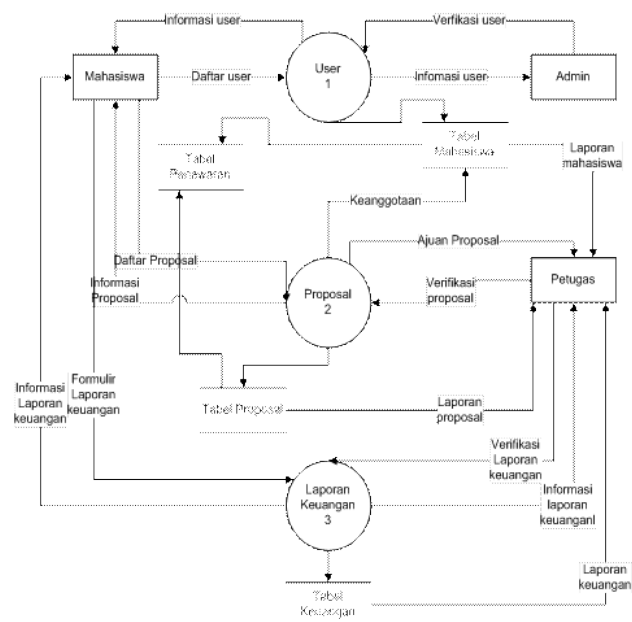 Informasi user
Verfikasi user
Mahasiswa
Daftar user
User
1
Infomasi user
Admin
Tabel
Penawaran
Tabel
Mahasiswa
Laporan
mahasiswa
Keanggotaan
Ajuan Proposal
Daftar Proposal
Informasi
Proposal
Proposal
2
Verifikasi
proposal
Petugas
Informasi
Laporan
keuangan
Formulir
Laporan
keuangan
Tabel Proposal
Laporan
proposal
Verifikasi
Laporan
keuangan
Laporan
Keuangan
3
Informasi
laporan
keuanganl
Laporan
keuangan
Tabel
Keuangan